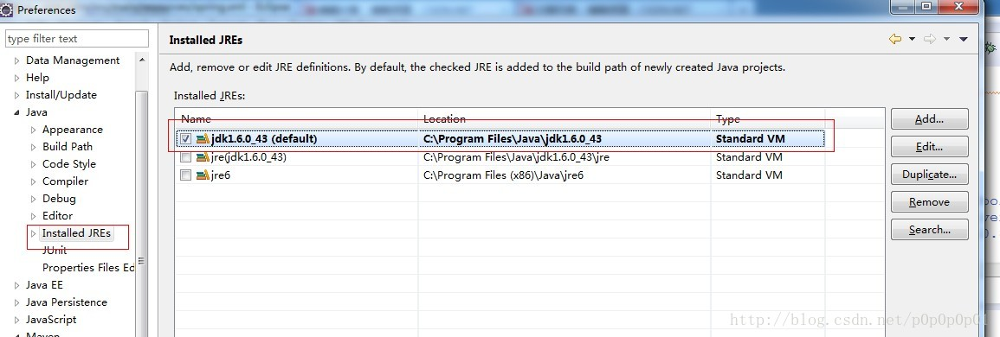 Preferences
type filter text
Data Management
Help
Install/Update
Java
Appearance
Build Path
Code Style
Compiler
Debug
Editor
Installed JREs
JUnit
Properties Files Ed
Java EE
Java Persistence
JavaScript
Maven
Installed JREs
Add, remove or edit JRE definitions. By default, the checked JRE is added to the build path of newly created Java projects.
Installed JREs:
Name Location Type
jdk1.6.0_43 (default) C:\Program Files\Java\jdk1.6.0_43 Standard VM
jre(jdk1.6.0_43) C:\Program Files\Java\jdk1.6.0_43\jre Standard VM
jre6 C:\Program Files (x86)\Java\jre6 Standard VM
Add...
Edit...
Duplicate...
Remove
Search...
http://blog.csdn.net/p0p0p0p01